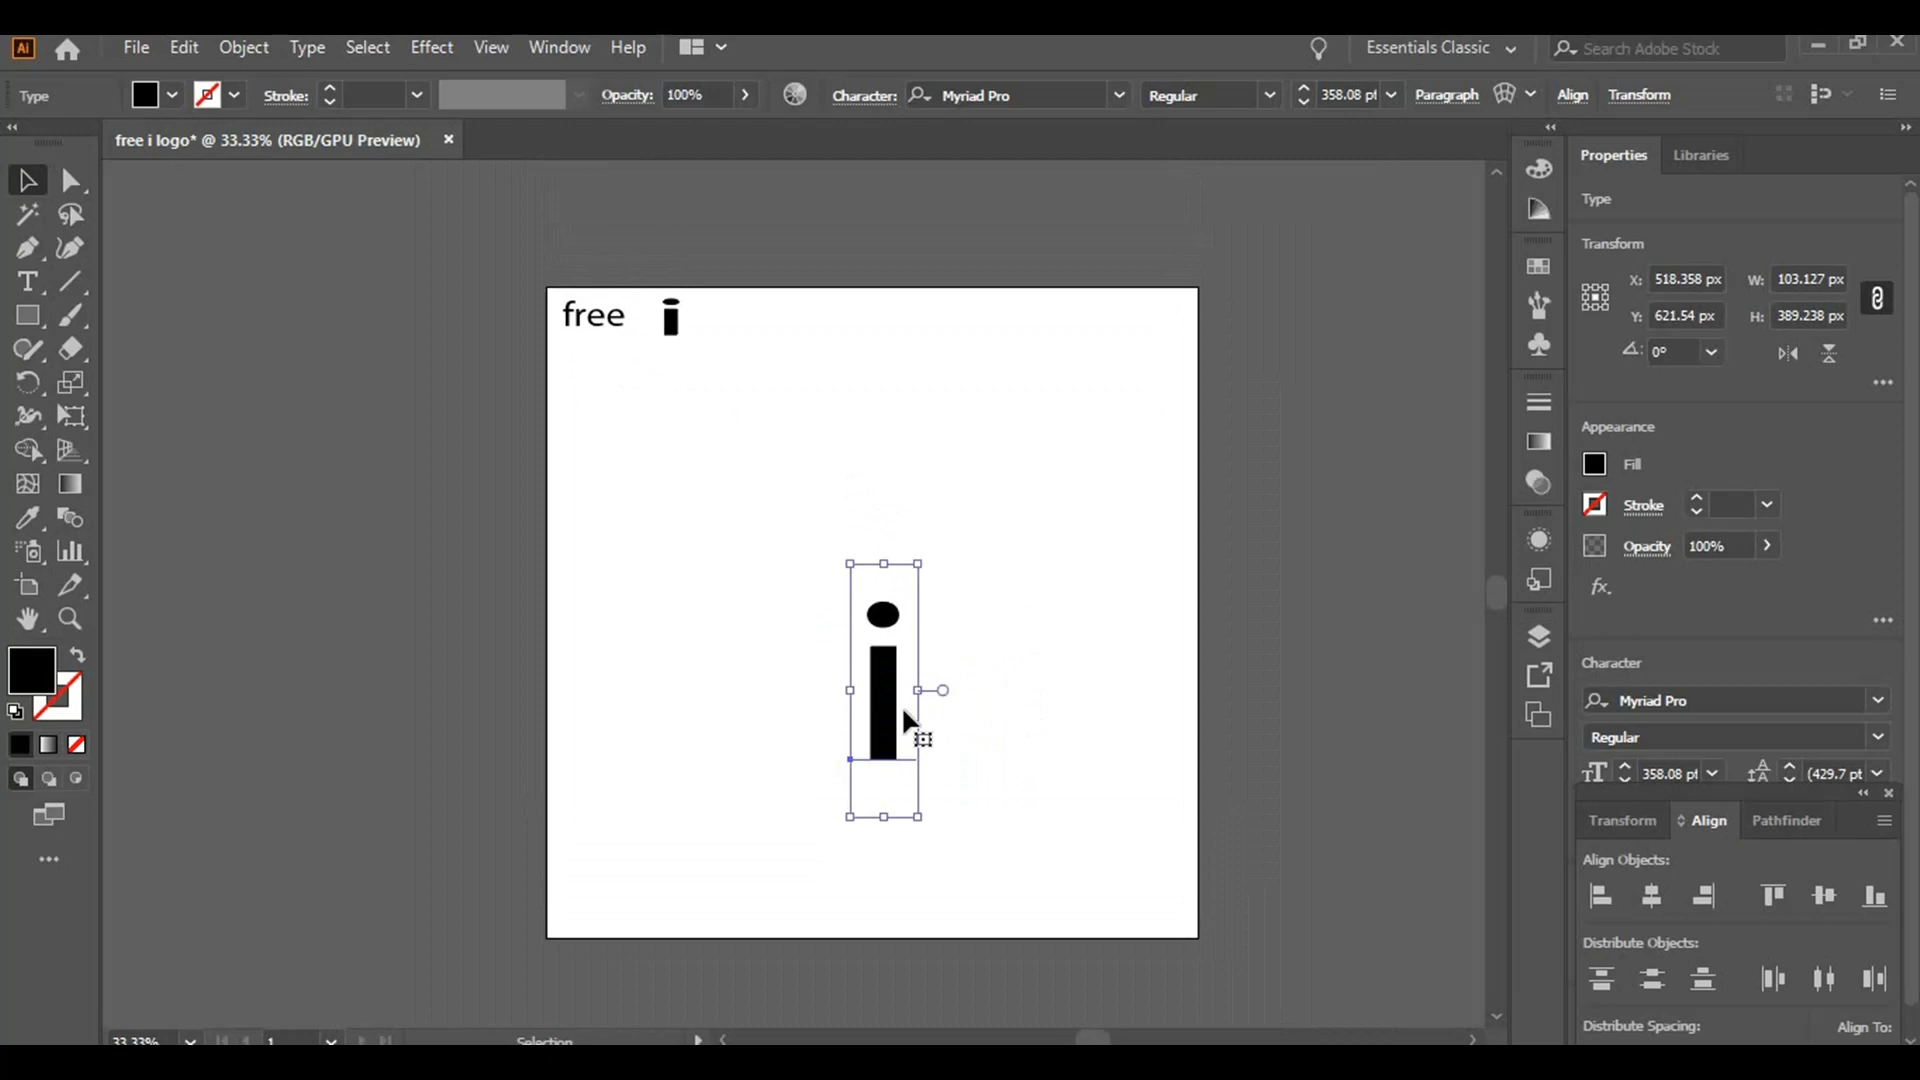 Ai File Edit Object Type Select Effect View Window Help Essentials Classic Search Adobe Stock
Type Stroke: Opacity: 100% Character: Myriad Pro Regular 358.08 pt Paragraph Align Transform
free i logo* @ 33.33% (RGB/GPU Preview)
Properties Libraries
Type
Transform
X: 518.358 px W: 103.127 px
Y: 621.54 px H: 389.238 px
0°
free i
Appearance
Fill
Stroke
Opacity 100%
fx.
i
Character
Myriad Pro
Regular
358.08 pt (429.7 pt
Transform Align Pathfinder
Align Objects:
Distribute Objects:
Distribute Spacing: Align To:
33.33% 1 Selection